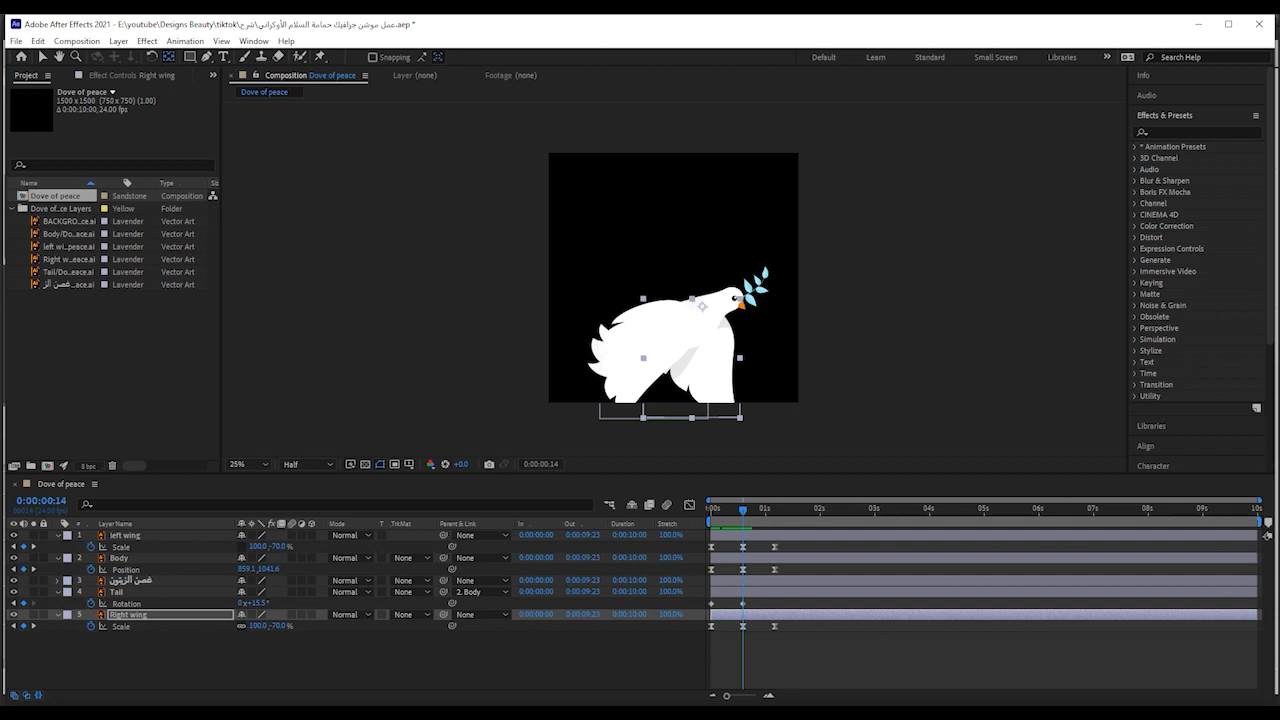 Adobe After Effects 2021 - E:\youtube\Designs Beauty\tiktok\شرح\عمل موشن جرافيك حمامة السلام الأوكراني.aep *
File Edit Composition Layer Effect Animation View Window Help
Snapping Default Learn Standard Small Screen Libraries Search Help
Project Effect Controls Right wing Composition Dove of peace Layer (none) Footage (none) Info
Dove of peace Dove of peace
1500 x 1500 (750 x 750) (1.00)
Δ 0:00:10:00, 24.00 fps
Audio
Effects & Presets
* Animation Presets
3D Channel
Audio
Blur & Sharpen
Boris FX Mocha
Channel
CINEMA 4D
Color Correction
Distort
Expression Controls
Generate
Immersive Video
Keying
Matte
Noise & Grain
Obsolete
Perspective
Simulation
Stylize
Text
Time
Transition
Utility
Libraries
Align
Character
Name Type Si
Dove of peace Sandstone Composition
Dove of...ce Layers Yellow Folder
BACKGRO...ce.ai Lavender Vector Art
Body/Do...ace.ai Lavender Vector Art
left wi...peace.ai Lavender Vector Art
Right w...eace.ai Lavender Vector Art
Tail/Do...eace.ai Lavender Vector Art
غصن الز...ace.ai Lavender Vector Art
8 bpc 25% Half +0.0 0:00:00:14
Dove of peace
0:00:00:14
00014 (24.00 fps)
:00s 01s 02s 03s 04s 05s 06s 07s 08s 09s 10s
# Layer Name Mode T .TrkMat Parent & Link In Out Duration Stretch
1 left wing Normal None 0:00:00:00 0:00:09:23 0:00:10:00 100.0%
Scale 100.0,-70.0%
2 Body Normal None None 0:00:00:00 0:00:09:23 0:00:10:00 100.0%
Position 859.1,1041.6
3 غصن الزيتون Normal None None 0:00:00:00 0:00:09:23 0:00:10:00 100.0%
4 Tail Normal None 2. Body 0:00:00:00 0:00:09:23 0:00:10:00 100.0%
Rotation 0x+15.5°
5 Right wing Normal None None 0:00:00:00 0:00:09:23 0:00:10:00 100.0%
Scale 100.0,-70.0%